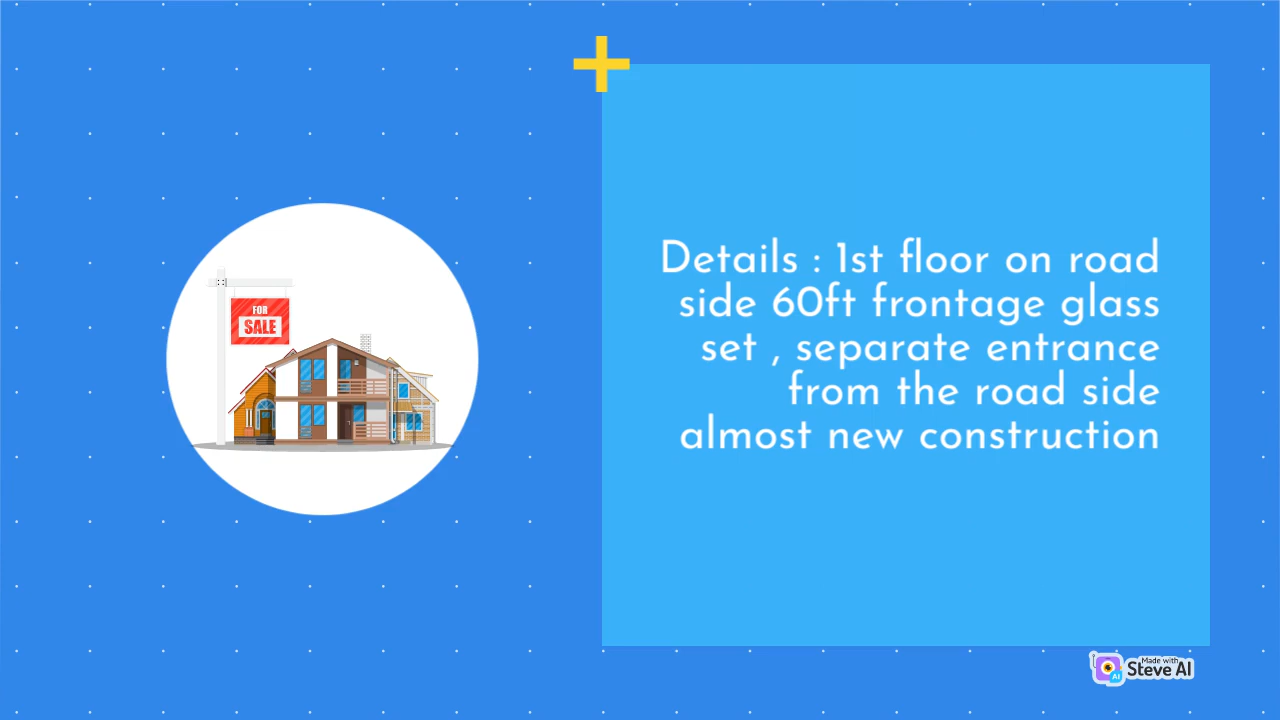 FOR
SALE
Details : 1st floor on road
side 60ft frontage glass
set , separate entrance
from the road side
almost new construction
Made with
Steve AI
AI